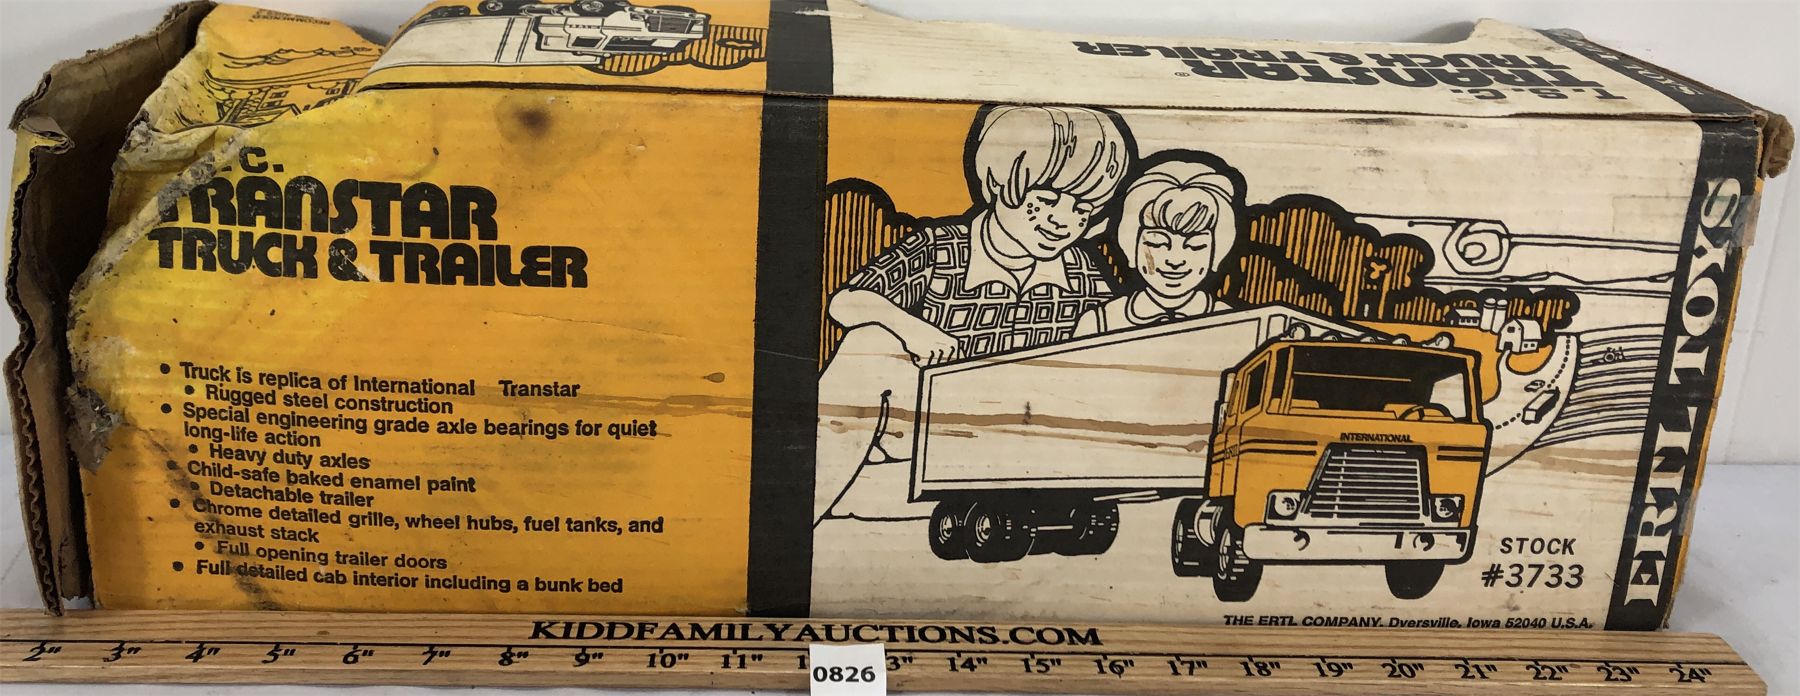 T.S.C.
TRANSTAR®
TRUCK & TRAILER
C.
TRANSTAR
TRUCK & TRAILER
• Truck is replica of International Transtar
• Rugged steel construction
• Special engineering grade axle bearings for quiet
long-life action
• Heavy duty axles
• Child-safe baked enamel paint
• Detachable trailer
• Chrome detailed grille, wheel hubs, fuel tanks, and
exhaust stack
• Full opening trailer doors
• Full detailed cab interior including a bunk bed
INTERNATIONAL
STOCK
#3733
ERTL TOYS
THE ERTL COMPANY, Dyersville, Iowa 52040 U.S.A.
KIDDFAMILYAUCTIONS.COM
2" 3" 4" 5" 6" 7" 8" 9" 10" 11" 1 3" 14" 15" 16" 17" 18" 19" 20" 21" 22" 23" 24"
0826